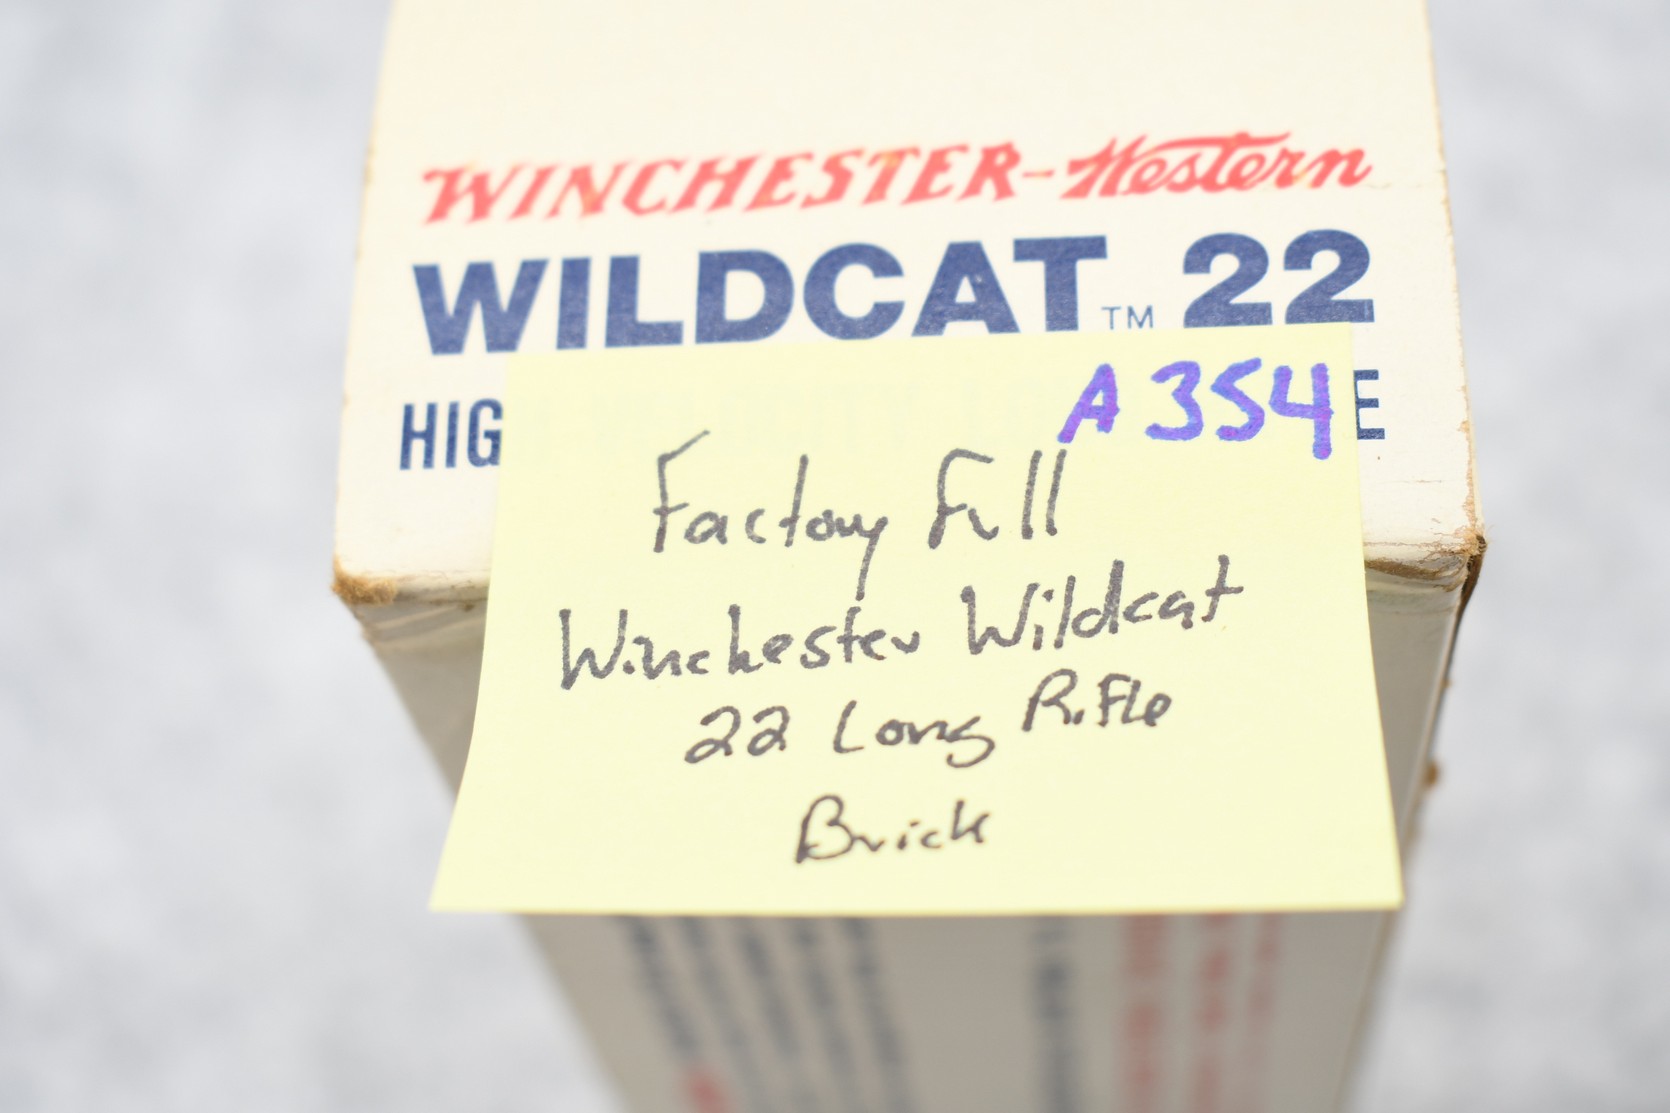 WINCHESTER-Western
WILDCAT™ 22
HIG E
A354
Factory Full
Winchester Wildcat
22 Long Rifle
Brick